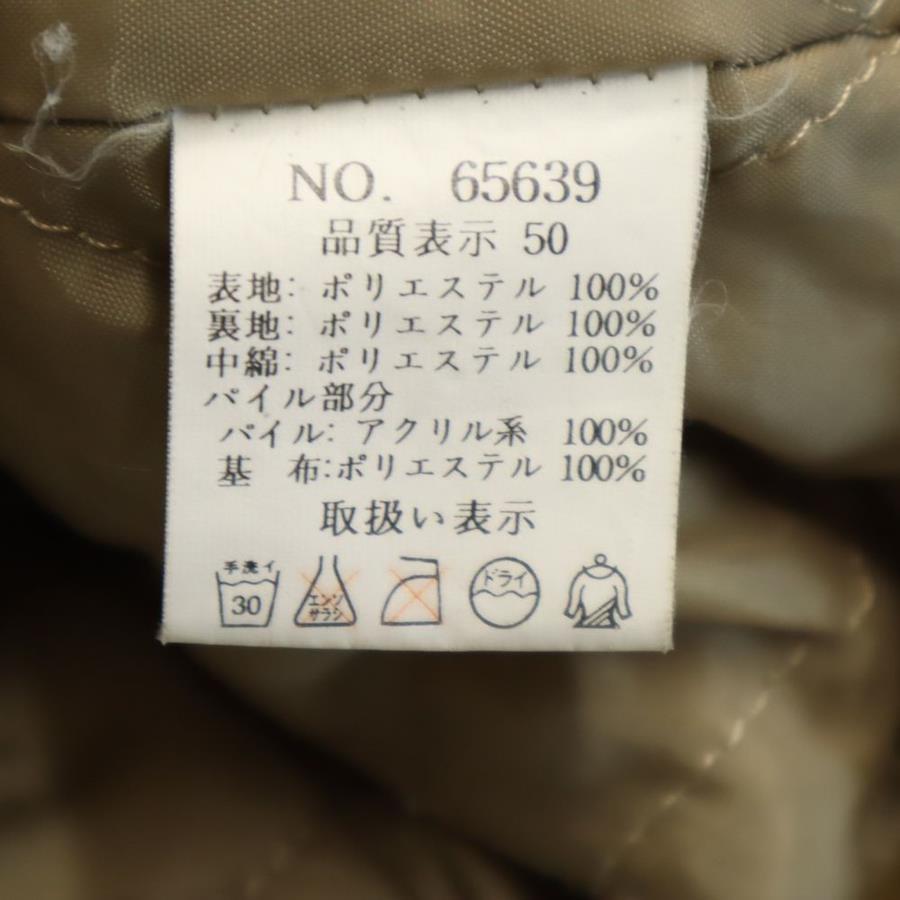 NO. 65639
品質表示 50
表地: ポリエステル 100%
裏地: ポリエステル 100%
中綿: ポリエステル 100%
パイル部分
パイル: アクリル系 100%
基 布:ポリエステル 100%
取扱い表示
手洗イ
30
エンソ
サラシ
ドライ